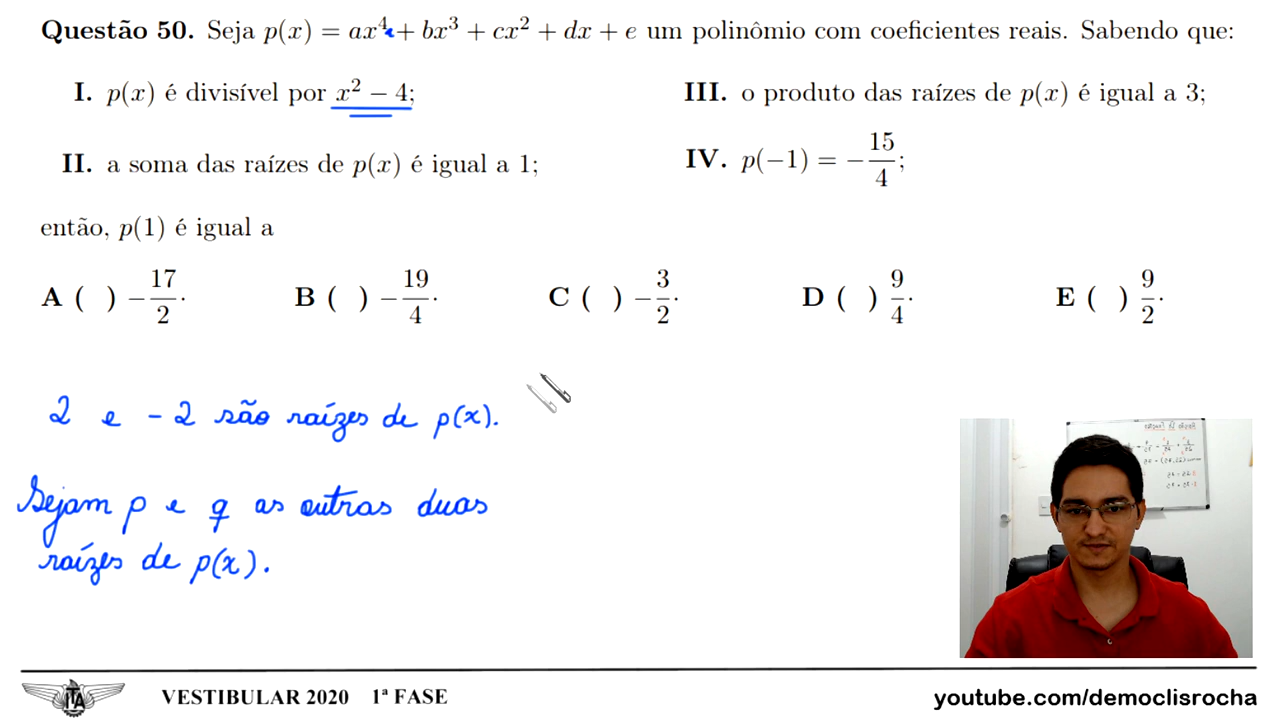 Questão 50. Seja p(x) = ax⁴ + bx³ + cx² + dx + e um polinômio com coeficientes reais. Sabendo que:
I. p(x) é divisível por x² − 4;
III. o produto das raízes de p(x) é igual a 3;
II. a soma das raízes de p(x) é igual a 1;
IV. p(−1) = −15/4;
então, p(1) é igual a
A ( ) −17/2. B ( ) −19/4. C ( ) −3/2. D ( ) 9/4. E ( ) 9/2.
2 e -2 são raízes de p(x).
Sejam p e q as outras duas
raízes de p(x).
ITA
VESTIBULAR 2020 1ª FASE
youtube.com/democlisrocha